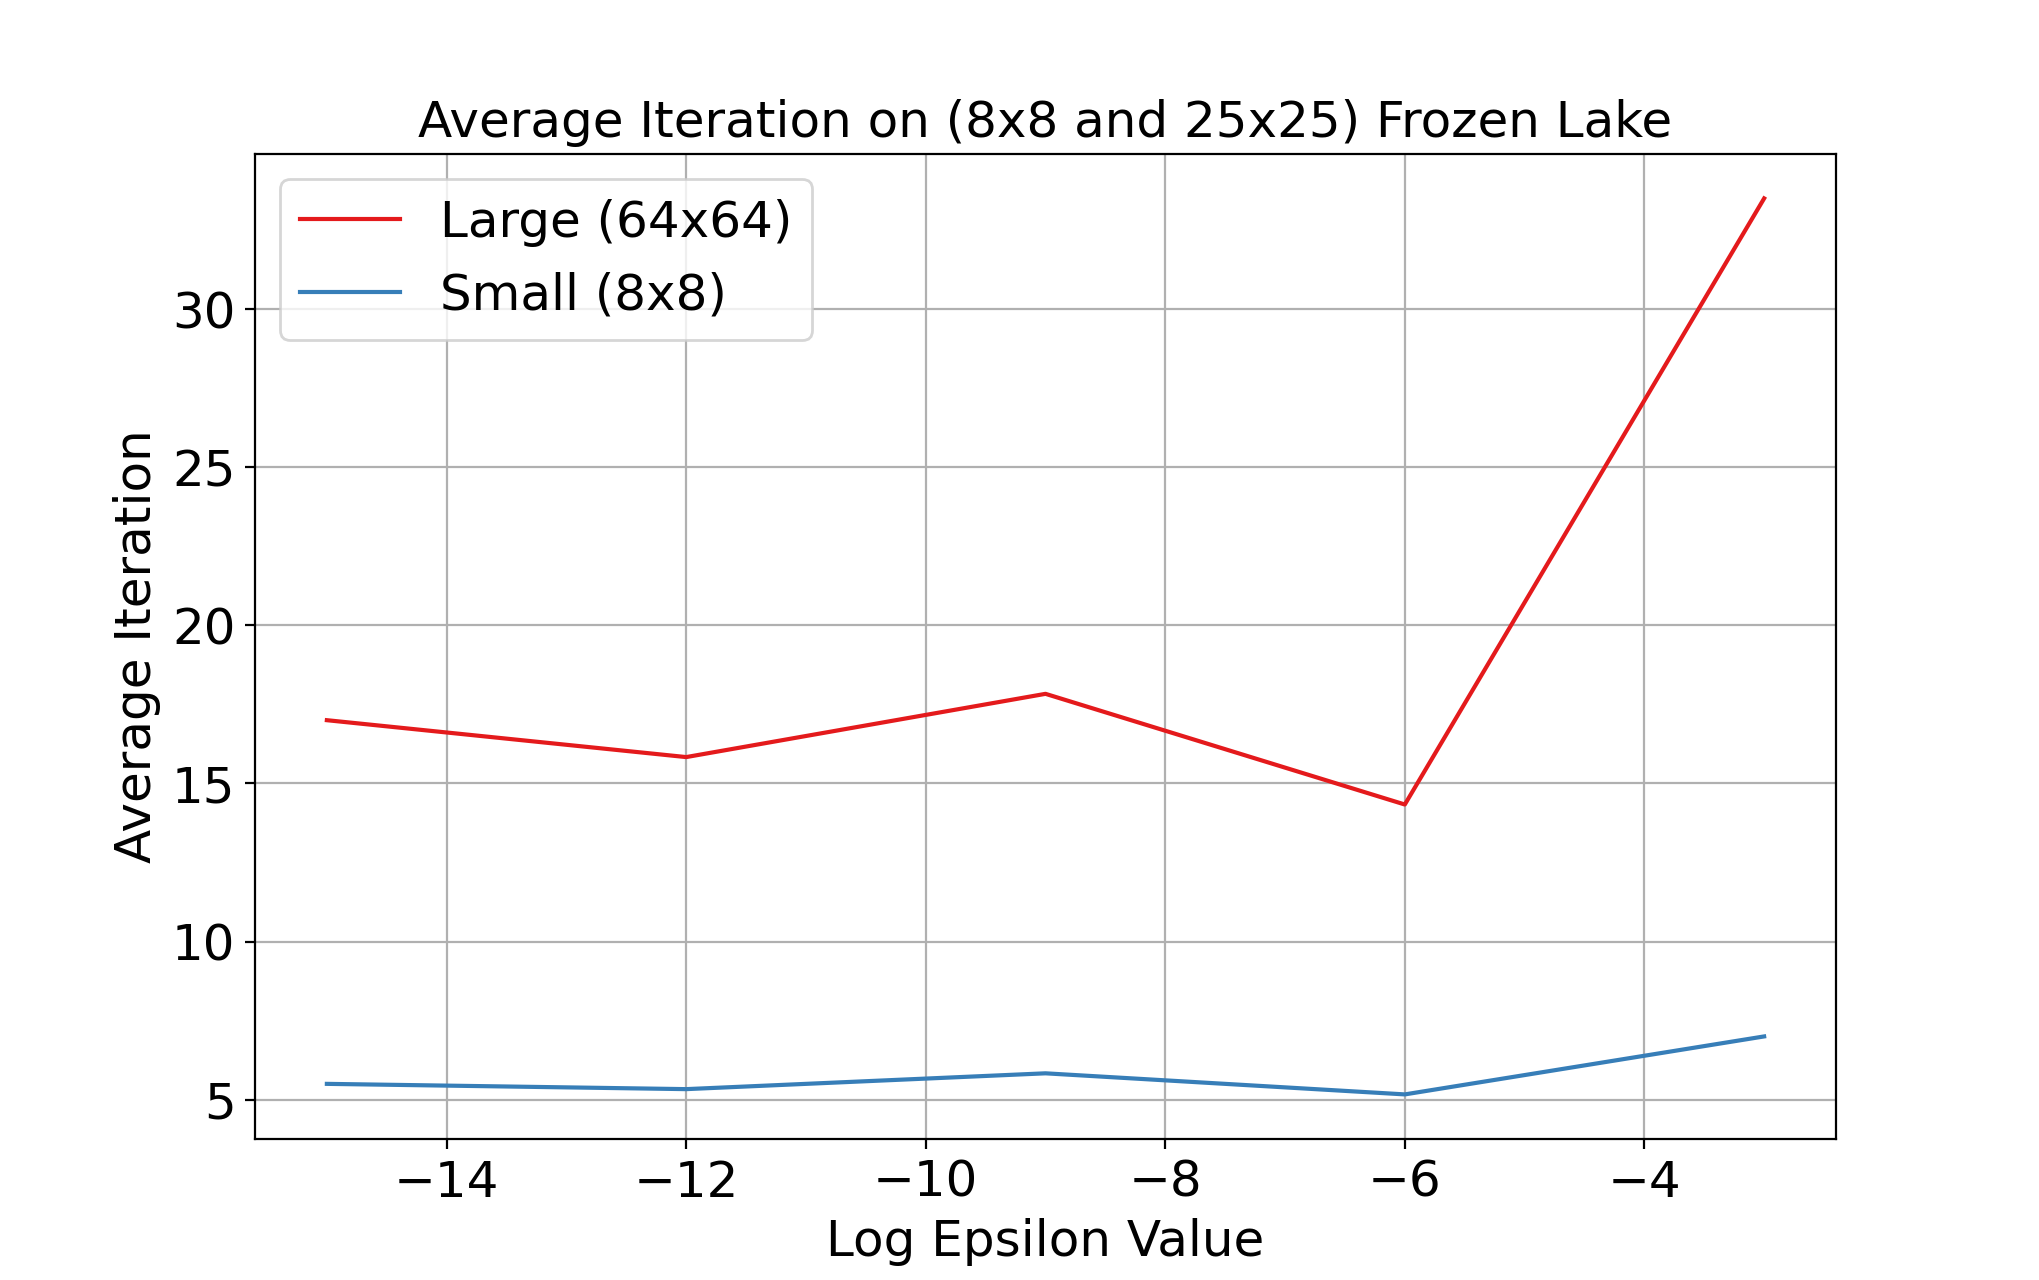 Average Iteration on (8x8 and 25x25) Frozen Lake
Large (64x64)
Small (8x8)
Average Iteration
30
25
20
15
10
5
−14
−12
−10
−8
−6
−4
Log Epsilon Value